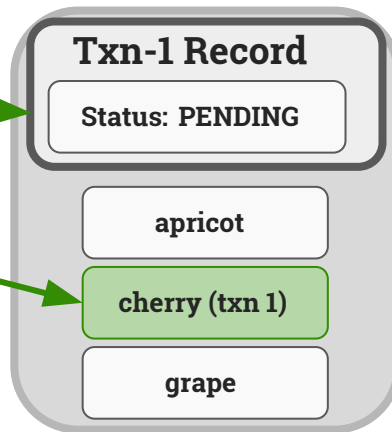 Txn-1 Record
Status: PENDING
apricot
cherry (txn 1)
grape